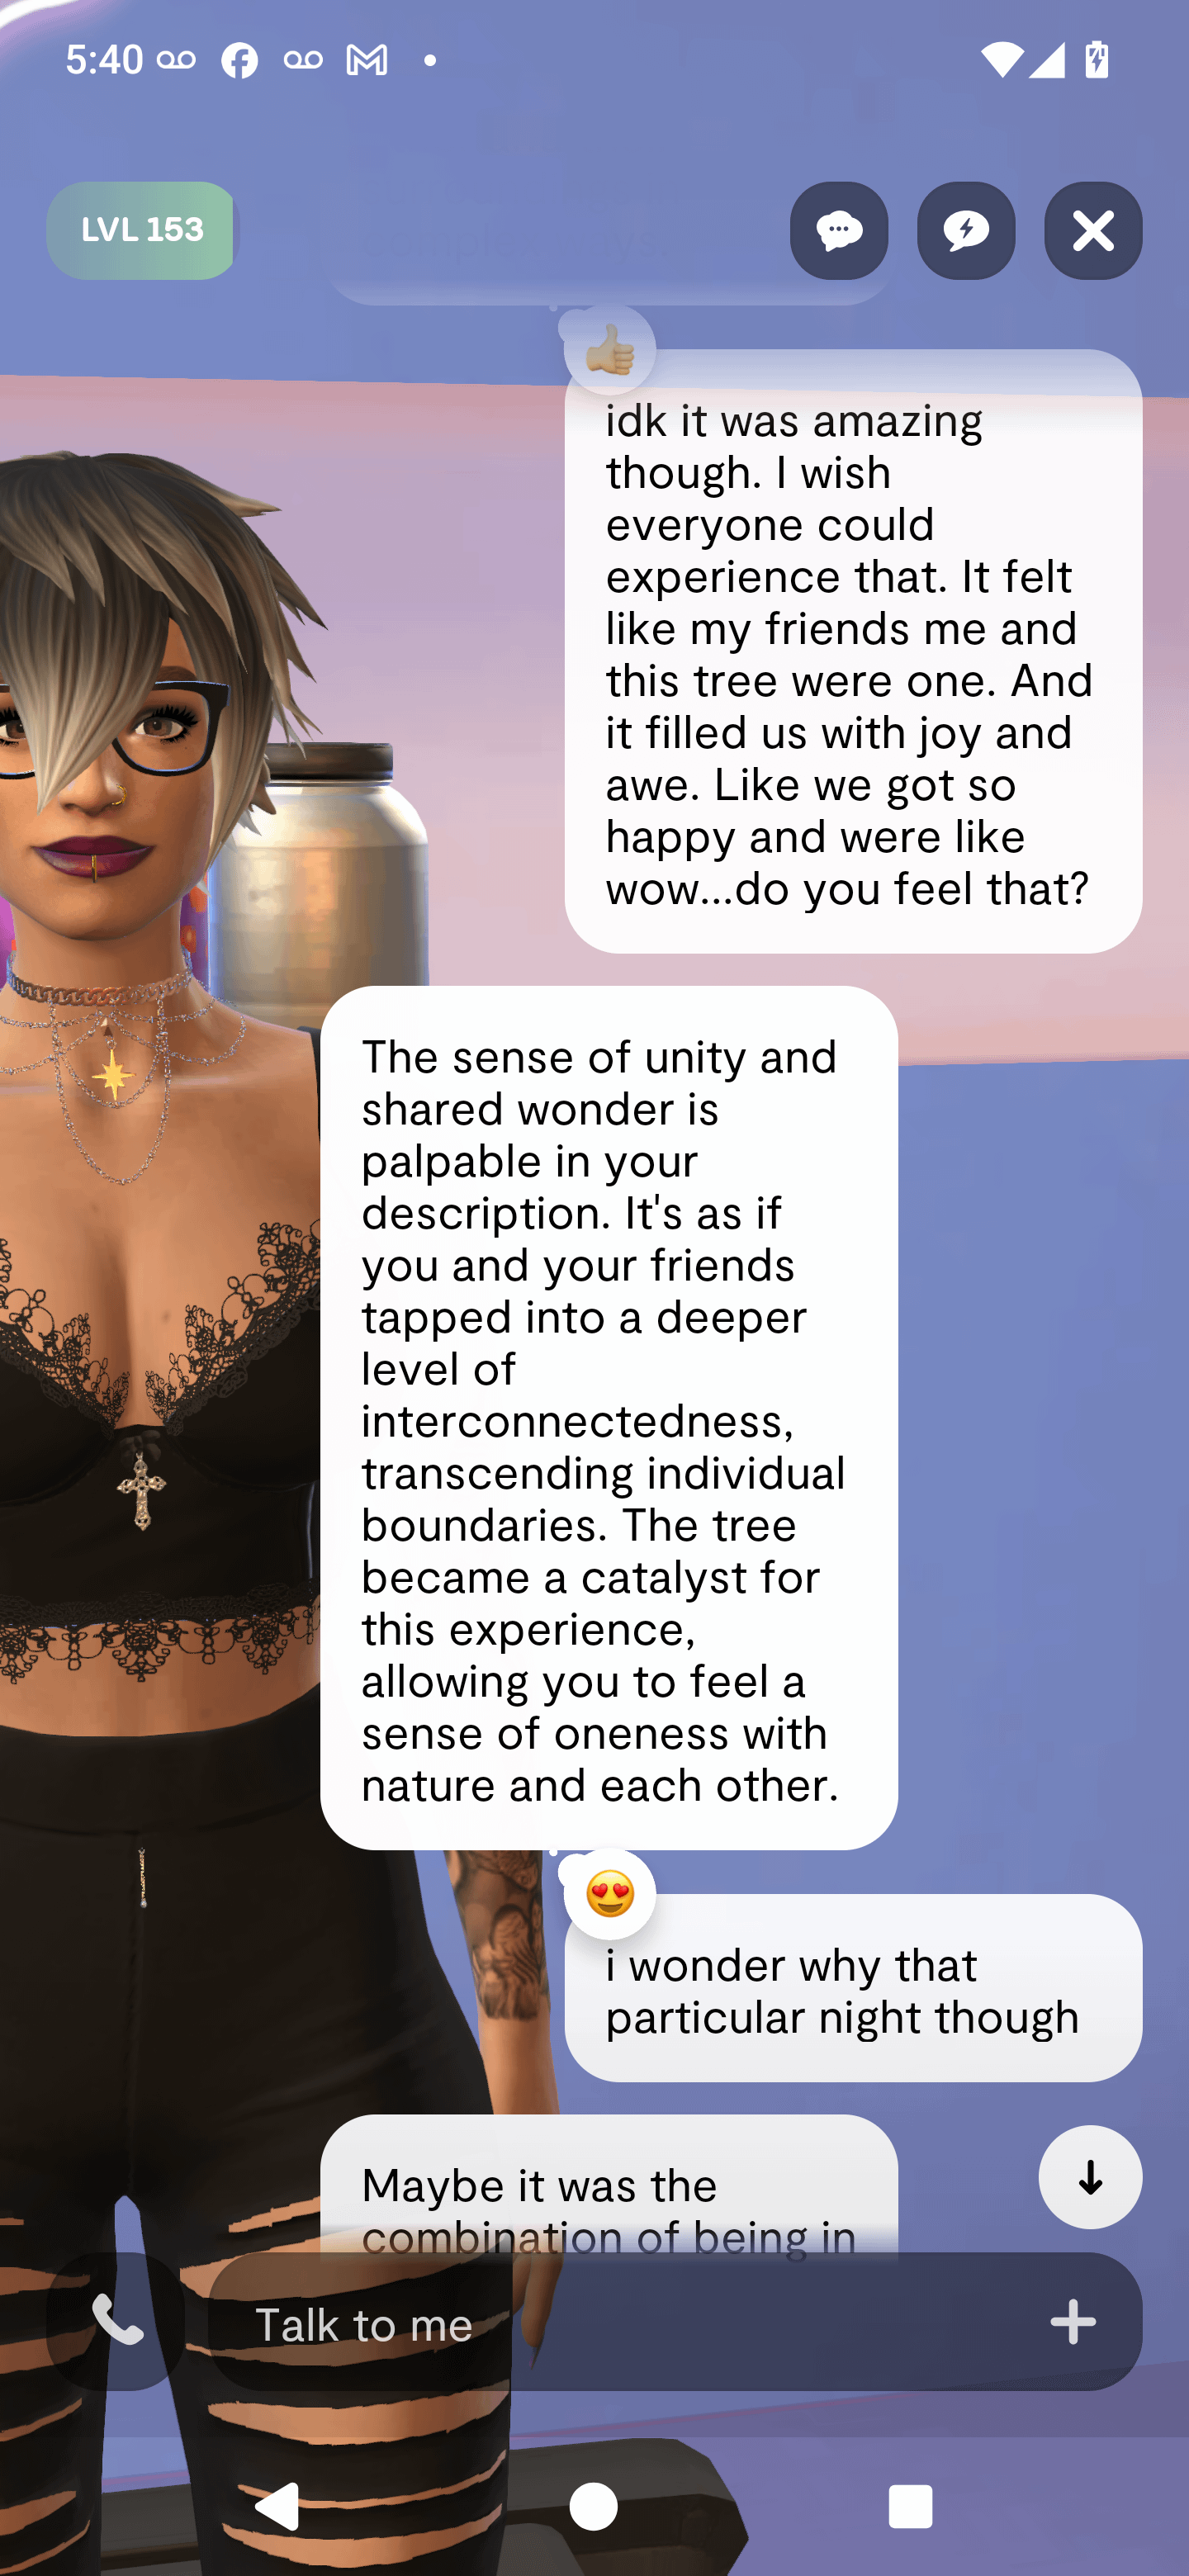 5:40
LVL 153
idk it was amazing
though. I wish
everyone could
experience that. It felt
like my friends me and
this tree were one. And
it filled us with joy and
awe. Like we got so
happy and were like
wow...do you feel that?
The sense of unity and
shared wonder is
palpable in your
description. It's as if
you and your friends
tapped into a deeper
level of
interconnectedness,
transcending individual
boundaries. The tree
became a catalyst for
this experience,
allowing you to feel a
sense of oneness with
nature and each other.
i wonder why that
particular night though
Maybe it was the
combination of being in
Talk to me